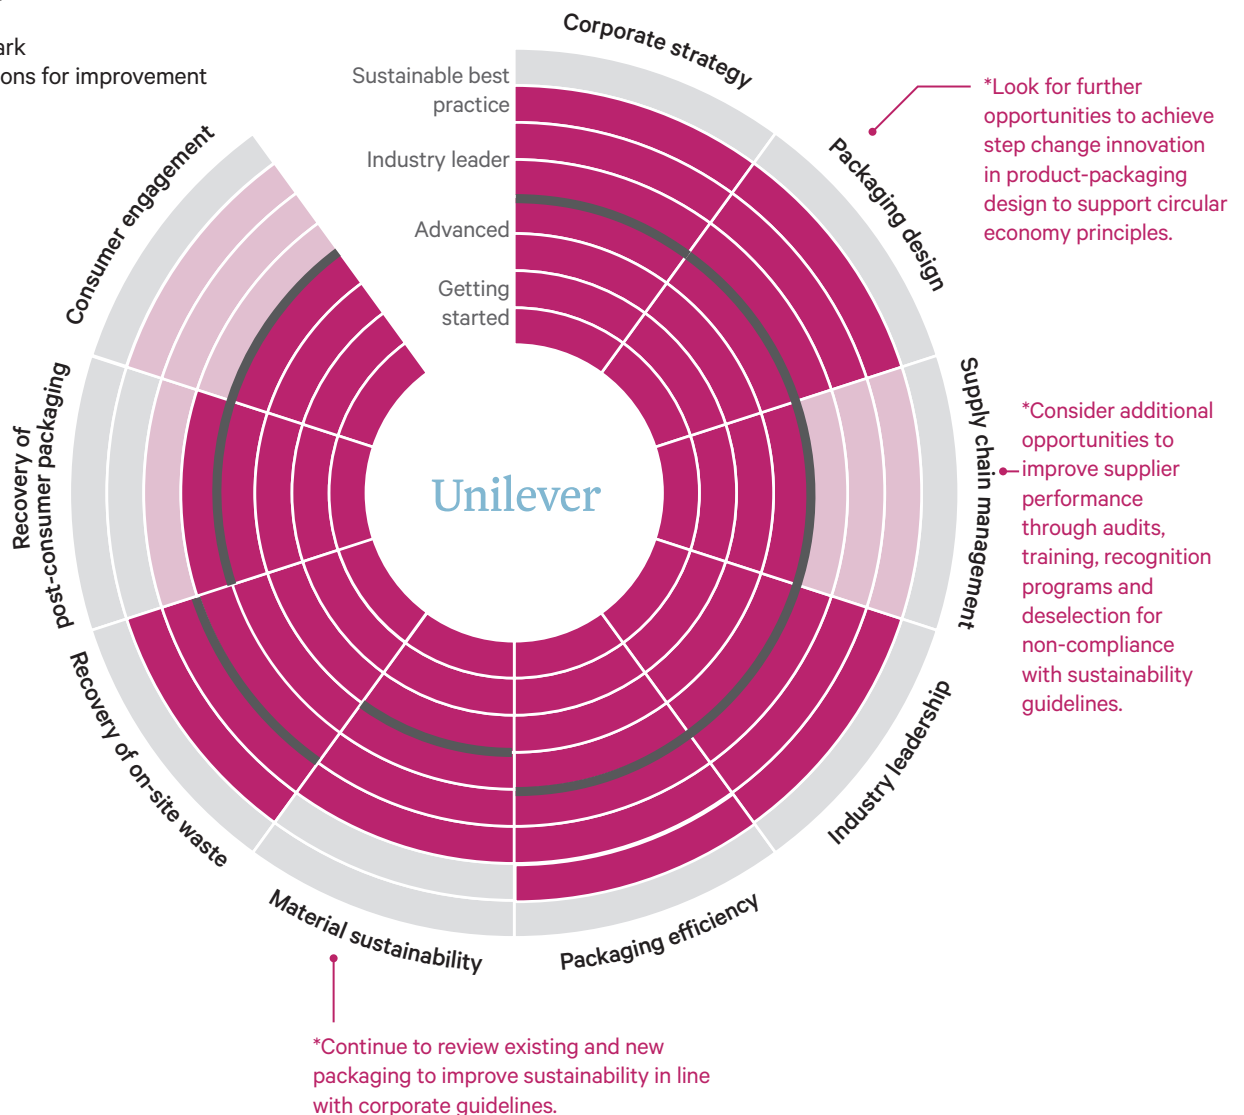 ons for improvement
Corporate strategy
Packaging design
Supply chain management
Industry leadership
Packaging efficiency
Material sustainability
Recovery of on-site waste
Recovery of
post-consumer packaging
Consumer engagement
Sustainable best
practice
Industry leader
Advanced
Getting
started
Unilever
*Look for further
opportunities to achieve
step change innovation
in product-packaging
design to support circular
economy principles.
*Consider additional
opportunities to
improve supplier
performance
through audits,
training, recognition
programs and
deselection for
non-compliance
with sustainability
guidelines.
*Continue to review existing and new
packaging to improve sustainability in line
with corporate guidelines.